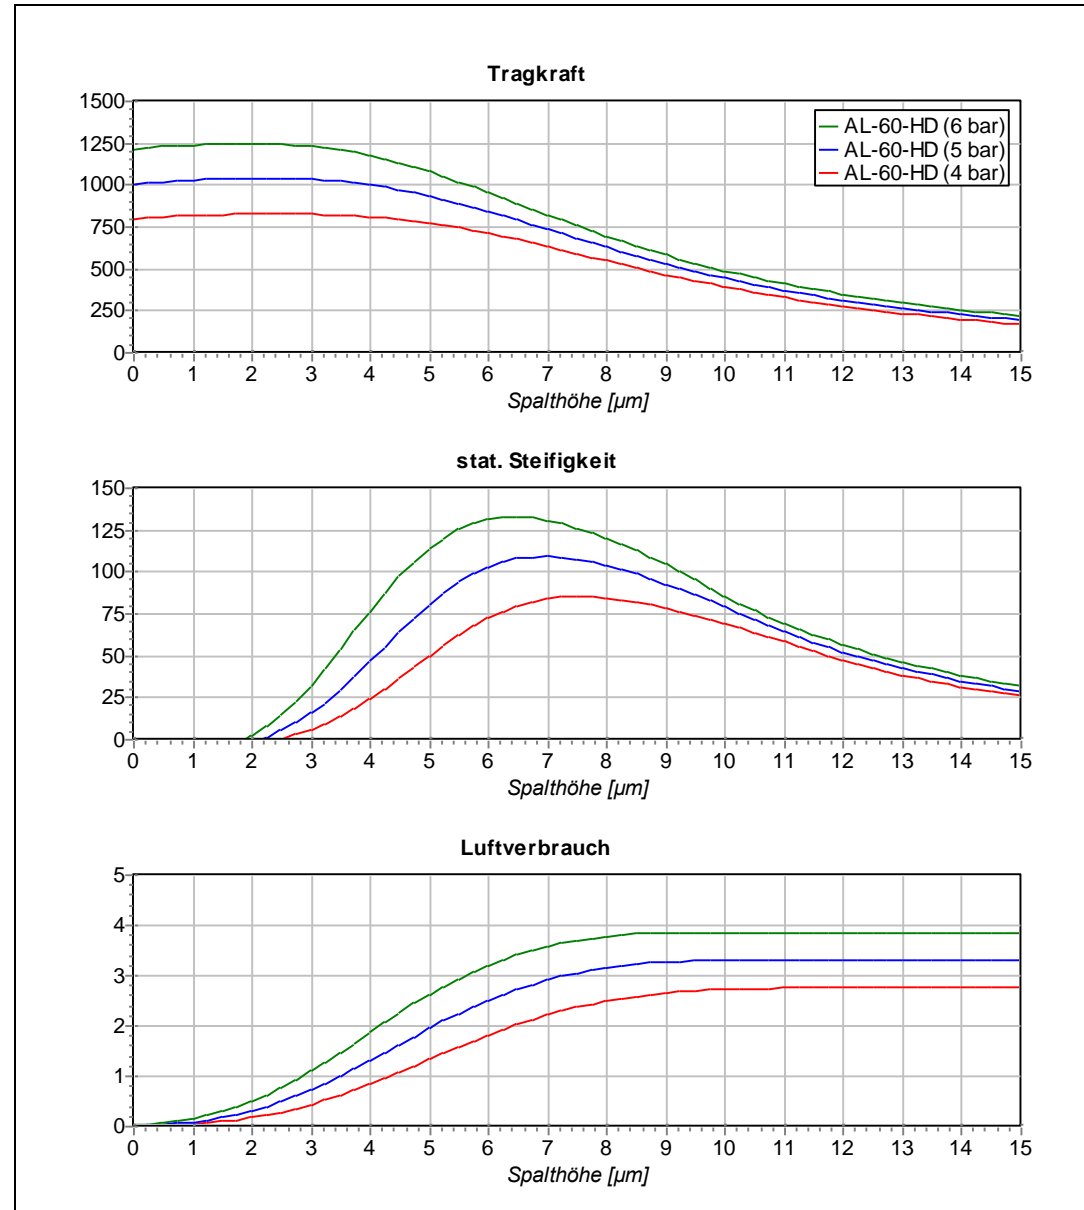 Tragkraft
1500
1250
1000
750
500
250
0
AL-60-HD (6 bar)
AL-60-HD (5 bar)
AL-60-HD (4 bar)
0 1 2 3 4 5 6 7 8 9 10 11 12 13 14 15
Spalthöhe [µm]
stat. Steifigkeit
150
125
100
75
50
25
0
0 1 2 3 4 5 6 7 8 9 10 11 12 13 14 15
Spalthöhe [µm]
Luftverbrauch
5
4
3
2
1
0
0 1 2 3 4 5 6 7 8 9 10 11 12 13 14 15
Spalthöhe [µm]